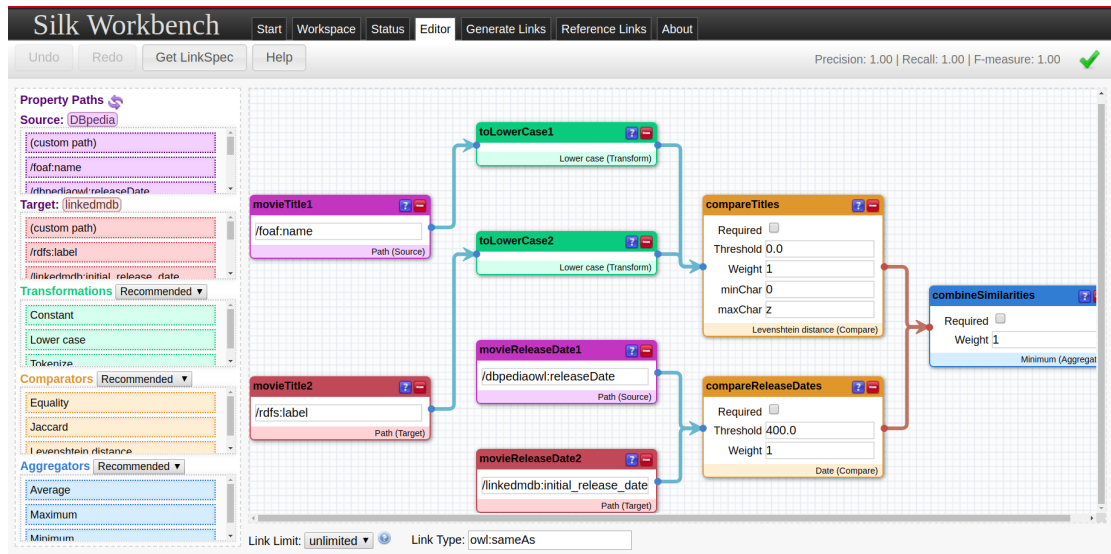 Silk Workbench
Start Workspace Status Editor Generate Links Reference Links About
Undo Redo Get LinkSpec Help
Precision: 1.00 | Recall: 1.00 | F-measure: 1.00
Property Paths
Source: DBpedia
(custom path)
/foaf:name
/dbpediaowl:releaseDate
Target: linkedmdb
(custom path)
/rdfs:label
/linkedmdb:initial_release_date
Transformations Recommended
Constant
Lower case
Tokenize
Comparators Recommended
Equality
Jaccard
Levenshtein distance
Aggregators Recommended
Average
Maximum
Minimum
movieTitle1
/foaf:name
Path (Source)
movieTitle2
/rdfs:label
Path (Target)
toLowerCase1
Lower case (Transform)
toLowerCase2
Lower case (Transform)
movieReleaseDate1
/dbpediaowl:releaseDate
Path (Source)
movieReleaseDate2
/linkedmdb:initial_release_date
Path (Target)
compareTitles
Required
Threshold 0.0
Weight 1
minChar 0
maxChar z
Levenshtein distance (Compare)
compareReleaseDates
Required
Threshold 400.0
Weight 1
Date (Compare)
combineSimilarities
Required
Weight 1
Minimum (Aggregat
Link Limit: unlimited Link Type: owl:sameAs